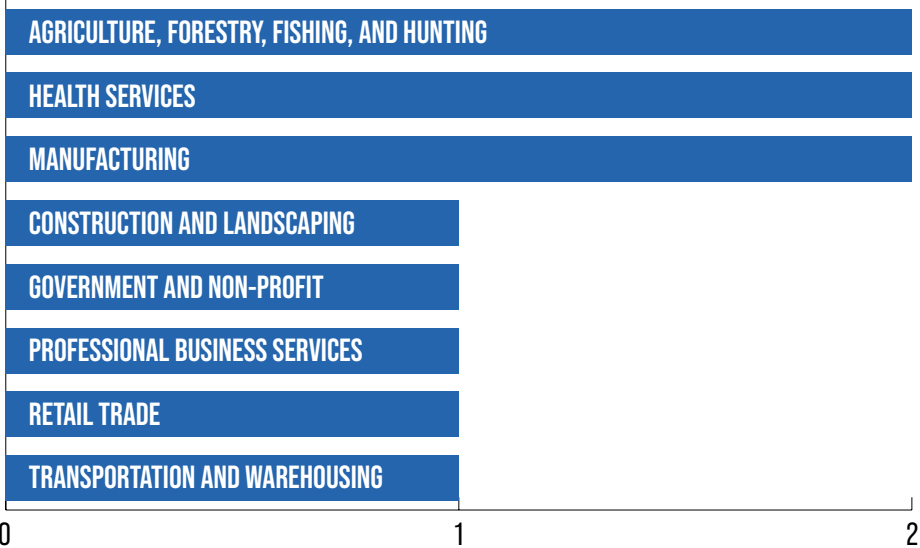 AGRICULTURE, FORESTRY, FISHING, AND HUNTING
HEALTH SERVICES
MANUFACTURING
CONSTRUCTION AND LANDSCAPING
GOVERNMENT AND NON-PROFIT
PROFESSIONAL BUSINESS SERVICES
RETAIL TRADE
TRANSPORTATION AND WAREHOUSING
0 1 2